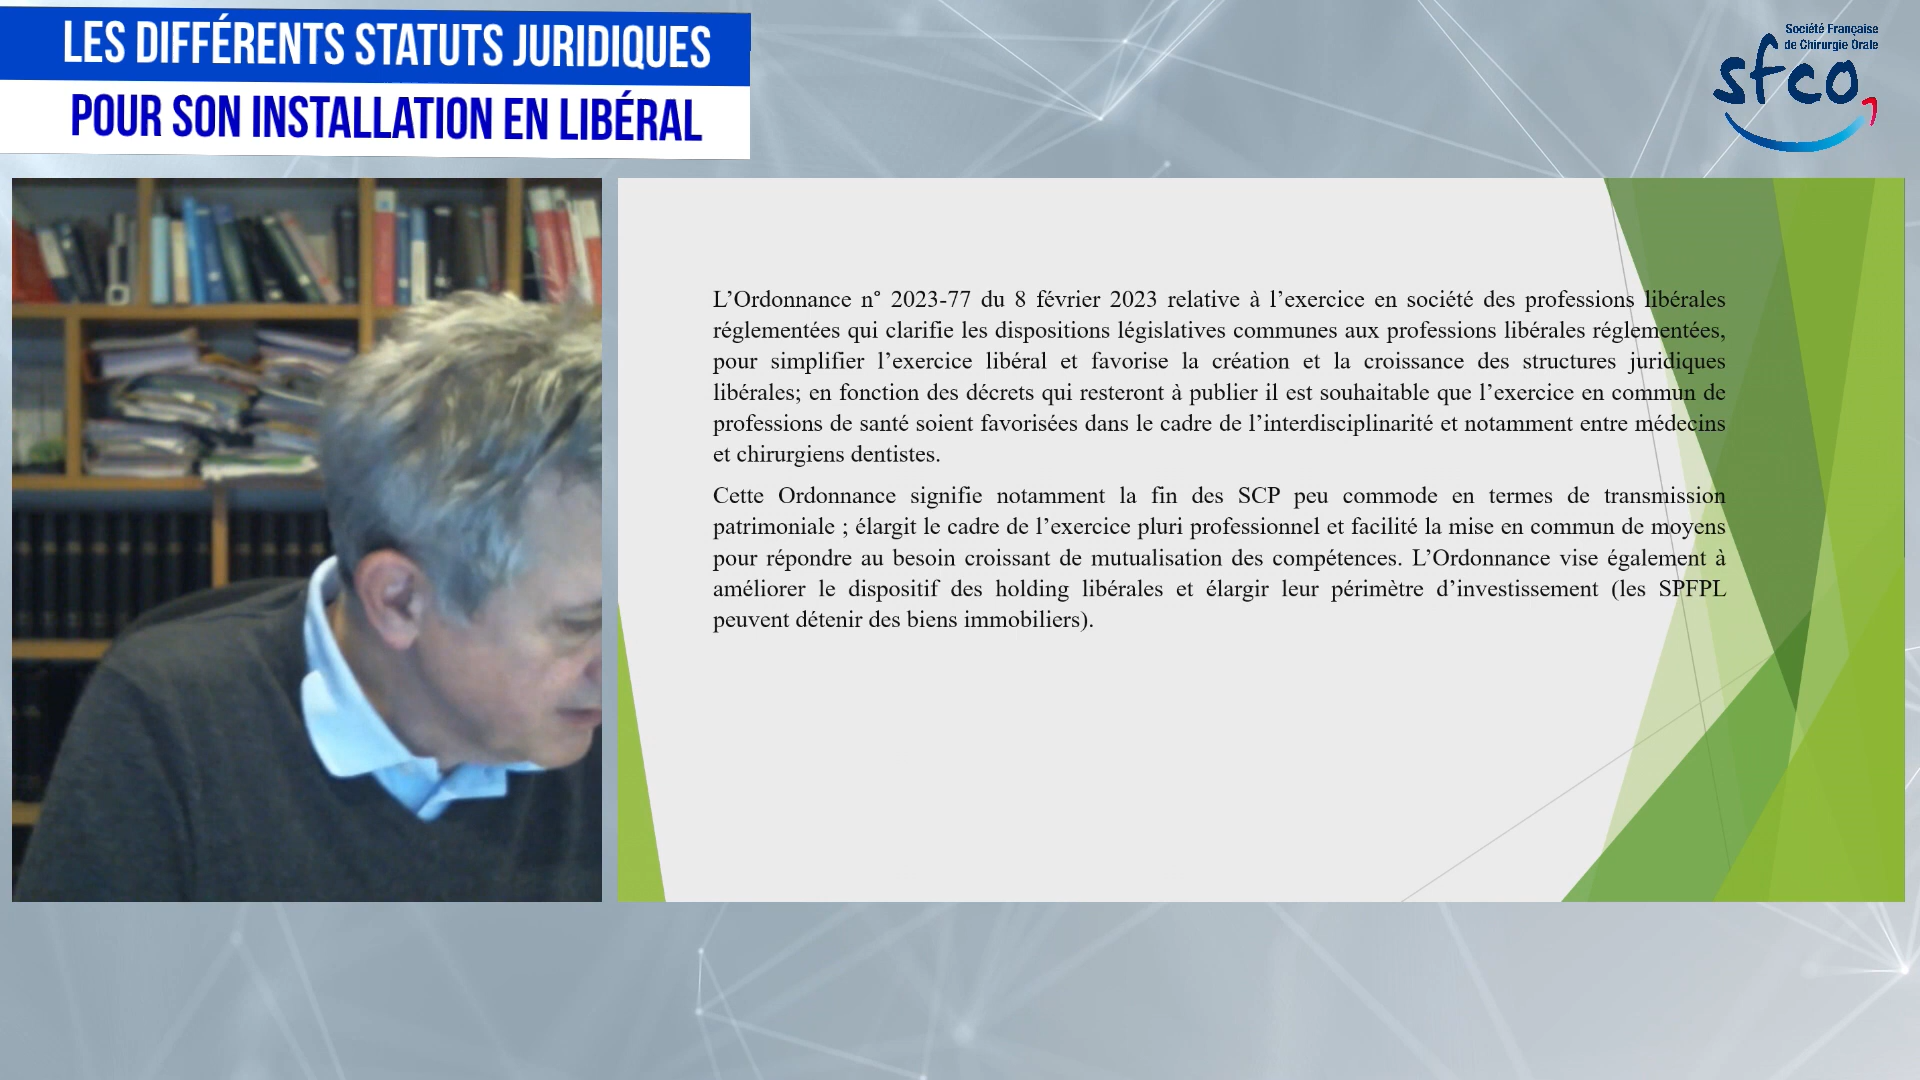 LES DIFFÉRENTS STATUTS JURIDIQUES
POUR SON INSTALLATION EN LIBÉRAL
Société Française
de Chirurgie Orale
sfco
L’Ordonnance n° 2023-77 du 8 février 2023 relative à l’exercice en société des professions libérales
réglementées qui clarifie les dispositions législatives communes aux professions libérales réglementées,
pour simplifier l’exercice libéral et favorise la création et la croissance des structures juridiques
libérales; en fonction des décrets qui resteront à publier il est souhaitable que l’exercice en commun de
professions de santé soient favorisées dans le cadre de l’interdisciplinarité et notamment entre médecins
et chirurgiens dentistes.
Cette Ordonnance signifie notamment la fin des SCP peu commode en termes de transmission
patrimoniale ; élargit le cadre de l’exercice pluri professionnel et facilité la mise en commun de moyens
pour répondre au besoin croissant de mutualisation des compétences. L’Ordonnance vise également à
améliorer le dispositif des holding libérales et élargir leur périmètre d’investissement (les SPFPL
peuvent détenir des biens immobiliers).